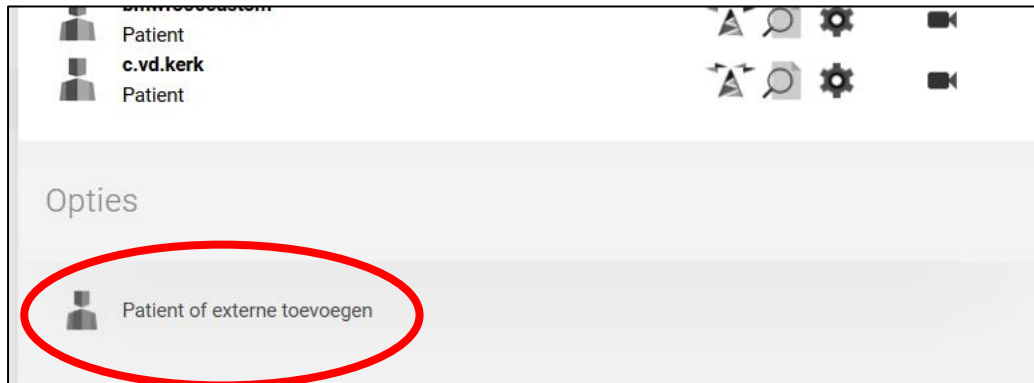 Patient
c.vd.kerk
Patient
Opties
Patient of externe toevoegen